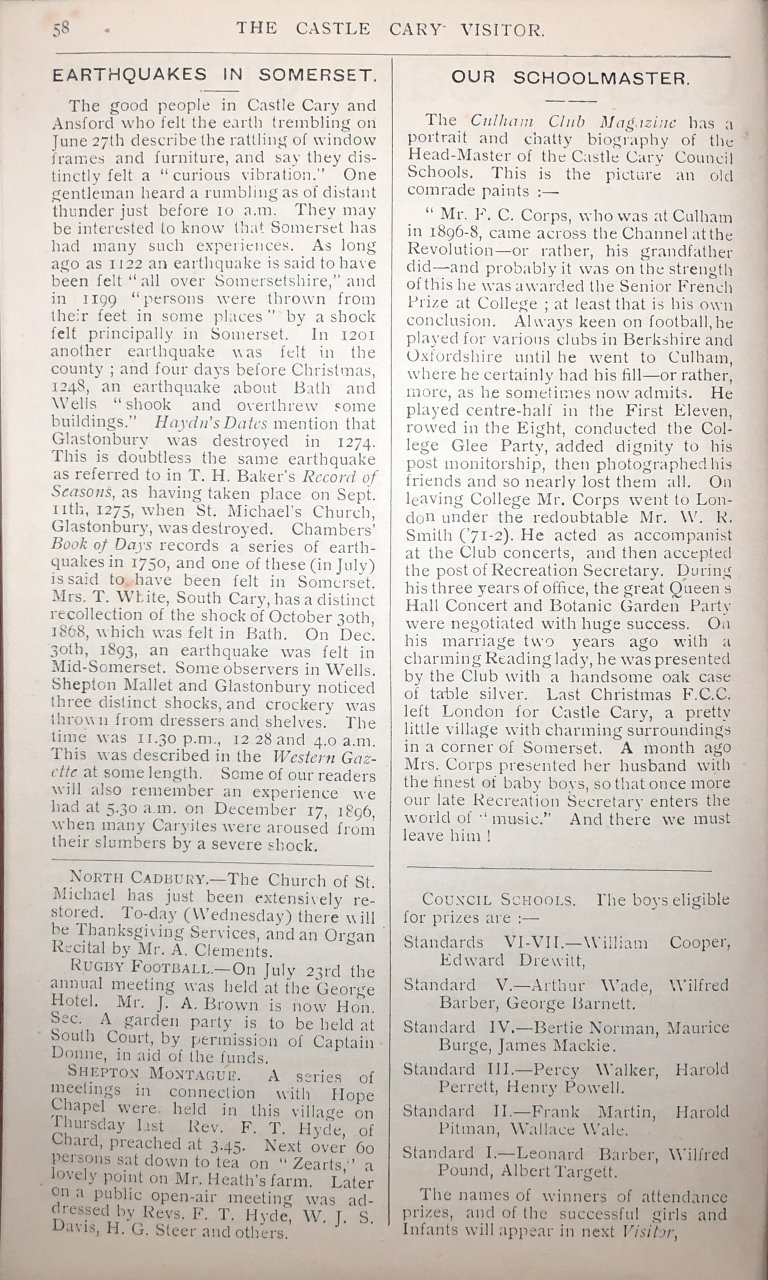 58
THE CASTLE CARY VISITOR.
EARTHQUAKES IN SOMERSET.
The good people in Castle Cary and
Ansford who felt the earth trembling on
June 27th describe the rattling of window
frames and furniture, and say they dis-
tinctly felt a "curious vibration." One
gentleman heard a rumbling as of distant
thunder just before 10 a.m. They may
be interested to know that Somerset has
had many such experiences. As long
ago as 1122 an earthquake is said to have
been felt "all over Somersetshire," and
in 1199 "persons were thrown from
their feet in some places" by a shock
felt principally in Somerset. In 1201
another earthquake was felt in the
county ; and four days before Christmas,
1248, an earthquake about Bath and
Wells "shook and overthrew some
buildings." Haydn's Dates mention that
Glastonbury was destroyed in 1274.
This is doubtless the same earthquake
as referred to in T. H. Baker's Record of
Seasons, as having taken place on Sept.
11th, 1275, when St. Michael's Church,
Glastonbury, was destroyed. Chambers'
Book of Days records a series of earth-
quakes in 1750, and one of these (in July)
is said to have been felt in Somerset.
Mrs. T. White, South Cary, has a distinct
recollection of the shock of October 30th,
1868, which was felt in Bath. On Dec.
30th, 1893, an earthquake was felt in
Mid-Somerset. Some observers in Wells,
Shepton Mallet and Glastonbury noticed
three distinct shocks, and crockery was
thrown from dressers and shelves. The
time was 11.30 p.m., 12 28 and 4.0 a.m.
This was described in the Western Gaz-
ette at some length. Some of our readers
will also remember an experience we
had at 5.30 a.m. on December 17, 1896,
when many Caryites were aroused from
their slumbers by a severe shock.
NORTH CADBURY.—The Church of St.
Michael has just been extensively re-
stored. To-day (Wednesday) there will
be Thanksgiving Services, and an Organ
Recital by Mr. A. Clements.
RUGBY FOOTBALL.—On July 23rd the
annual meeting was held at the George
Hotel. Mr. J. A. Brown is now Hon.
Sec. A garden party is to be held at
South Court, by permission of Captain
Donne, in aid of the funds.
SHEPTON MONTAGUE. A series of
meetings in connection with Hope
Chapel were held in this village on
Thursday last Rev. F. T. Hyde, of
Chard, preached at 3.45. Next over 60
persons sat down to tea on "Zearts," a
lovely point on Mr. Heath's farm. Later
on a public open-air meeting was ad-
dressed by Revs. F. T. Hyde, W. J. S.
Davis, H. G. Steer and others.
OUR SCHOOLMASTER.
The Culham Club Magazine has a
portrait and chatty biography of the
Head-Master of the Castle Cary Council
Schools. This is the picture an old
comrade paints :—
"Mr. F. C. Corps, who was at Culham
in 1896-8, came across the Channel at the
Revolution—or rather, his grandfather
did—and probably it was on the strength
of this he was awarded the Senior French
Prize at College ; at least that is his own
conclusion. Always keen on football, he
played for various clubs in Berkshire and
Oxfordshire until he went to Culham,
where he certainly had his fill—or rather,
more, as he sometimes now admits. He
played centre-half in the First Eleven,
rowed in the Eight, conducted the Col-
lege Glee Party, added dignity to his
post monitorship, then photographed his
friends and so nearly lost them all. On
leaving College Mr. Corps went to Lon-
don under the redoubtable Mr. W. R.
Smith ('71-2). He acted as accompanist
at the Club concerts, and then accepted
the post of Recreation Secretary. During
his three years of office, the great Queen s
Hall Concert and Botanic Garden Party
were negotiated with huge success. On
his marriage two years ago with a
charming Reading lady, he was presented
by the Club with a handsome oak case
of table silver. Last Christmas F.C.C.
left London for Castle Cary, a pretty
little village with charming surroundings
in a corner of Somerset. A month ago
Mrs. Corps presented her husband with
the finest of baby boys, so that once more
our late Recreation Secretary enters the
world of "music." And there we must
leave him !
COUNCIL SCHOOLS. The boys eligible
for prizes are :—
Standards VI-VII.—William Cooper,
Edward Drewitt,
Standard V.—Arthur Wade, Wilfred
Barber, George Barnett.
Standard IV.—Bertie Norman, Maurice
Burge, James Mackie.
Standard III.—Percy Walker, Harold
Perrett, Henry Powell.
Standard II.—Frank Martin, Harold
Pitman, Wallace Wale.
Standard I.—Leonard Barber, Wilfred
Pound, Albert Targett.
The names of winners of attendance
prizes, and of the successful girls and
Infants will appear in next Visitor,